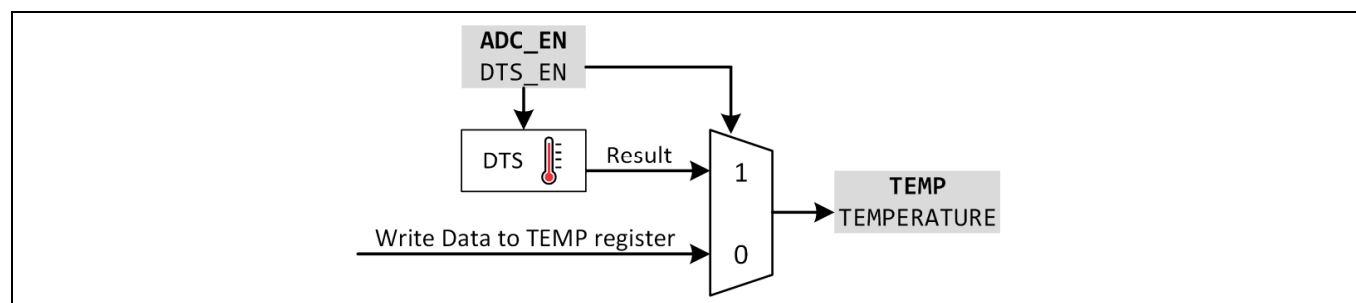 ADC_EN
DTS_EN
DTS
Result
1
TEMP
TEMPERATURE
Write Data to TEMP register
0